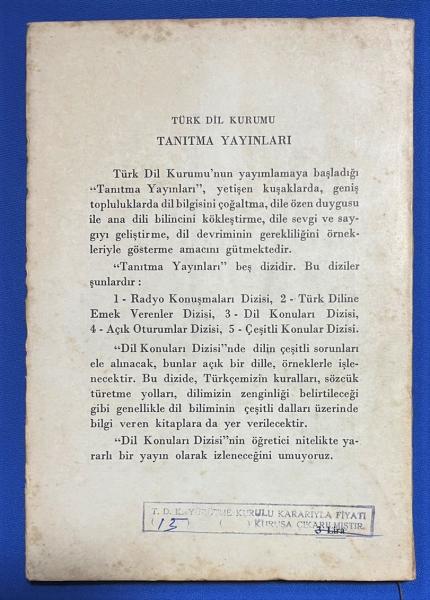 TÜRK DİL KURUMU
TANITMA YAYINLARI
Türk Dil Kurumu'nun yayımlamaya başladığı
“Tanıtma Yayınları”, yetişen kuşaklarda, geniş
topluluklarda dil bilgisini çoğaltma, dile özen duygusu
ile ana dili bilincini kökleştirme, dile sevgi ve say-
gıyı geliştirme, dil devriminin gerekliliğini örnek-
leriyle gösterme amacını gütmektedir.
“Tanıtma Yayınları” beş dizidir. Bu diziler
şunlardır :
1 - Radyo Konuşmaları Dizisi, 2 - Türk Diline
Emek Verenler Dizisi, 3 - Dil Konuları Dizisi,
4 - Açık Oturumlar Dizisi, 5 - Çeşitli Konular Dizisi.
“Dil Konuları Dizisi”nde dilin çeşitli sorunları
ele alınacak, bunlar açık bir dille, örneklerle işle-
necektir. Bu dizide, Türkçemizin kuralları, sözcük
türetme yolları, dilimizin zenginliği belirtileceği
gibi genellikle dil biliminin çeşitli dalları üzerinde
bilgi veren kitaplara da yer verilecektir.
“Dil Konuları Dizisi”nin öğretici nitelikte ya-
rarlı bir yayın olarak izleneceğini umuyoruz.
T. D. K. YÜRÜTME KURULU KARARIYLA FİYATI
( ) ( ) KURUŞA ÇIKARILMIŞTIR.
3 Lira